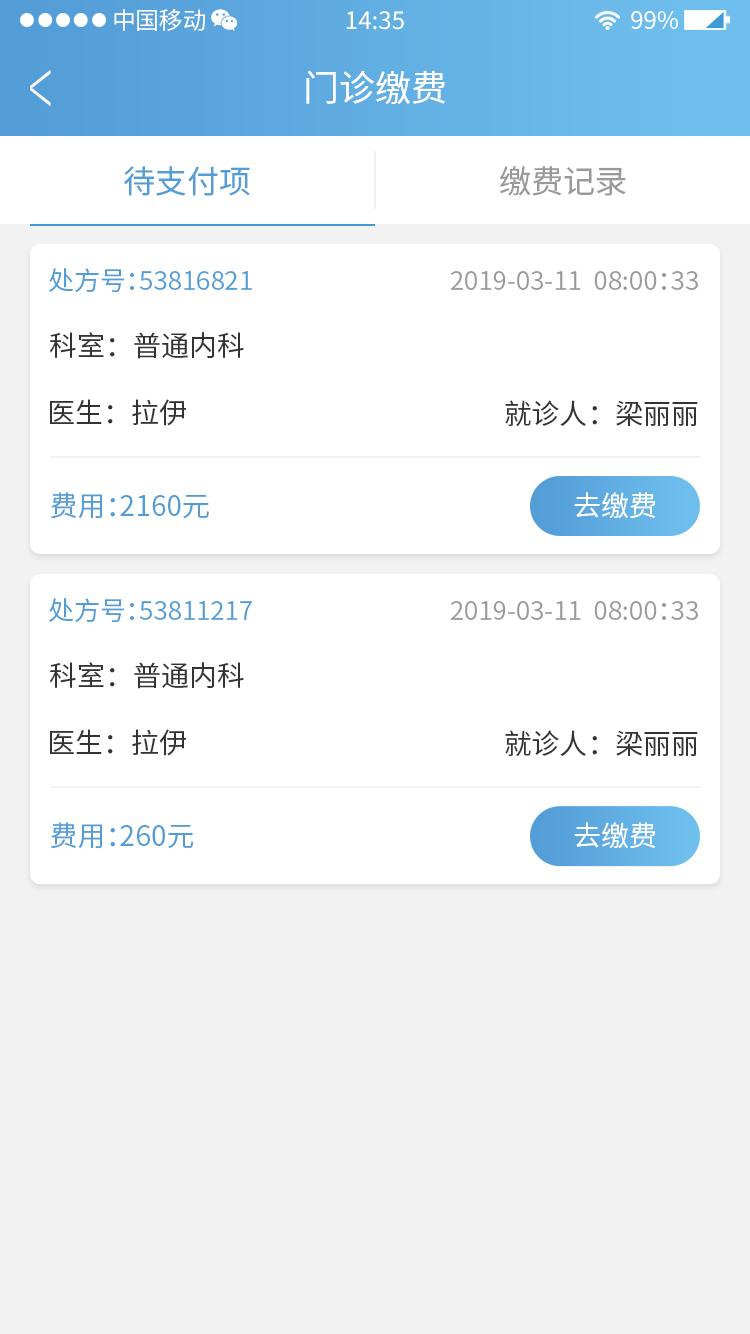 中国移动 14:35 99%
门诊缴费
待支付项 缴费记录
处方号:53816821 2019-03-11 08:00:33
科室：普通内科
医生：拉伊 就诊人：梁丽丽
费用:2160元 去缴费
处方号:53811217 2019-03-11 08:00:33
科室：普通内科
医生：拉伊 就诊人：梁丽丽
费用:260元 去缴费